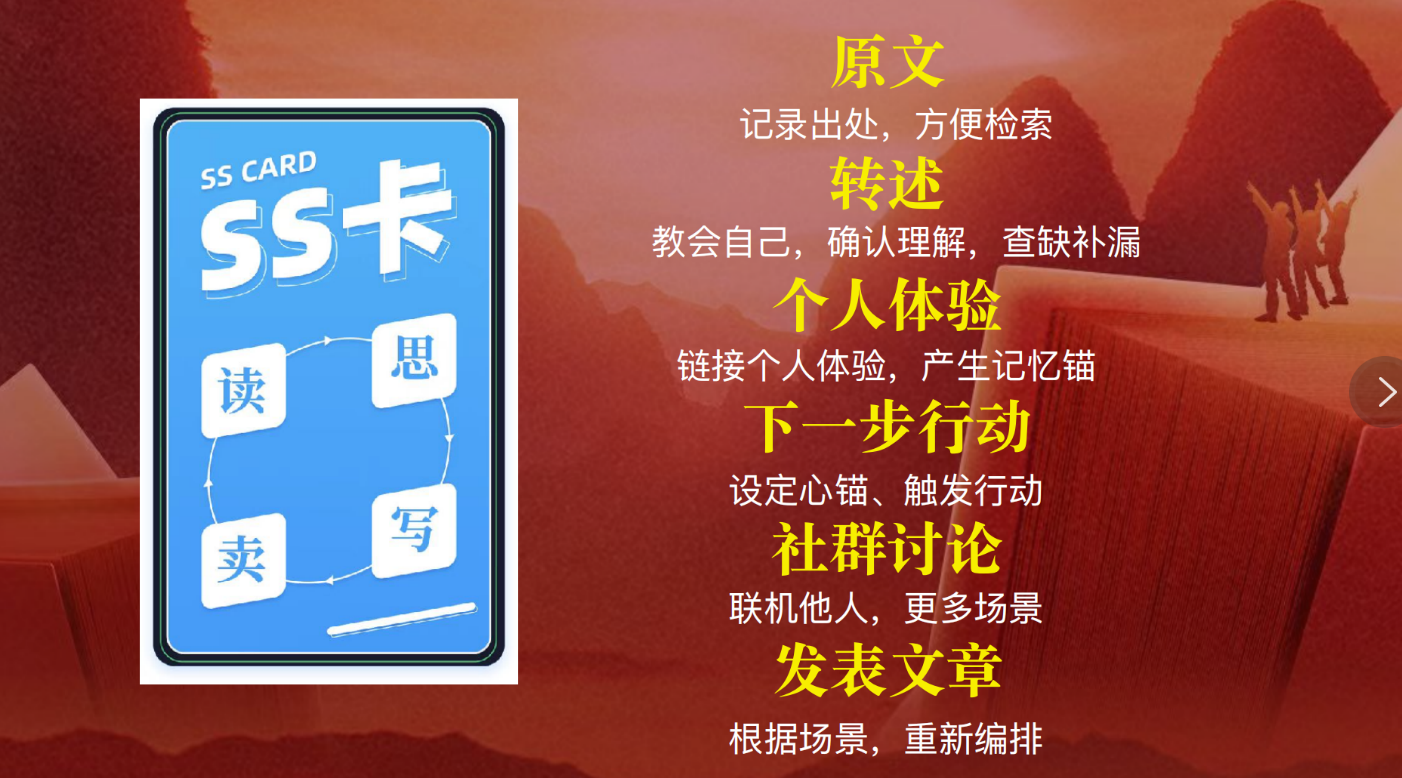 SS CARD
SS卡
读
思
卖
写
原文
记录出处，方便检索
转述
教会自己，确认理解，查缺补漏
个人体验
链接个人体验，产生记忆锚
下一步行动
设定心锚、触发行动
社群讨论
联机他人，更多场景
发表文章
根据场景，重新编排